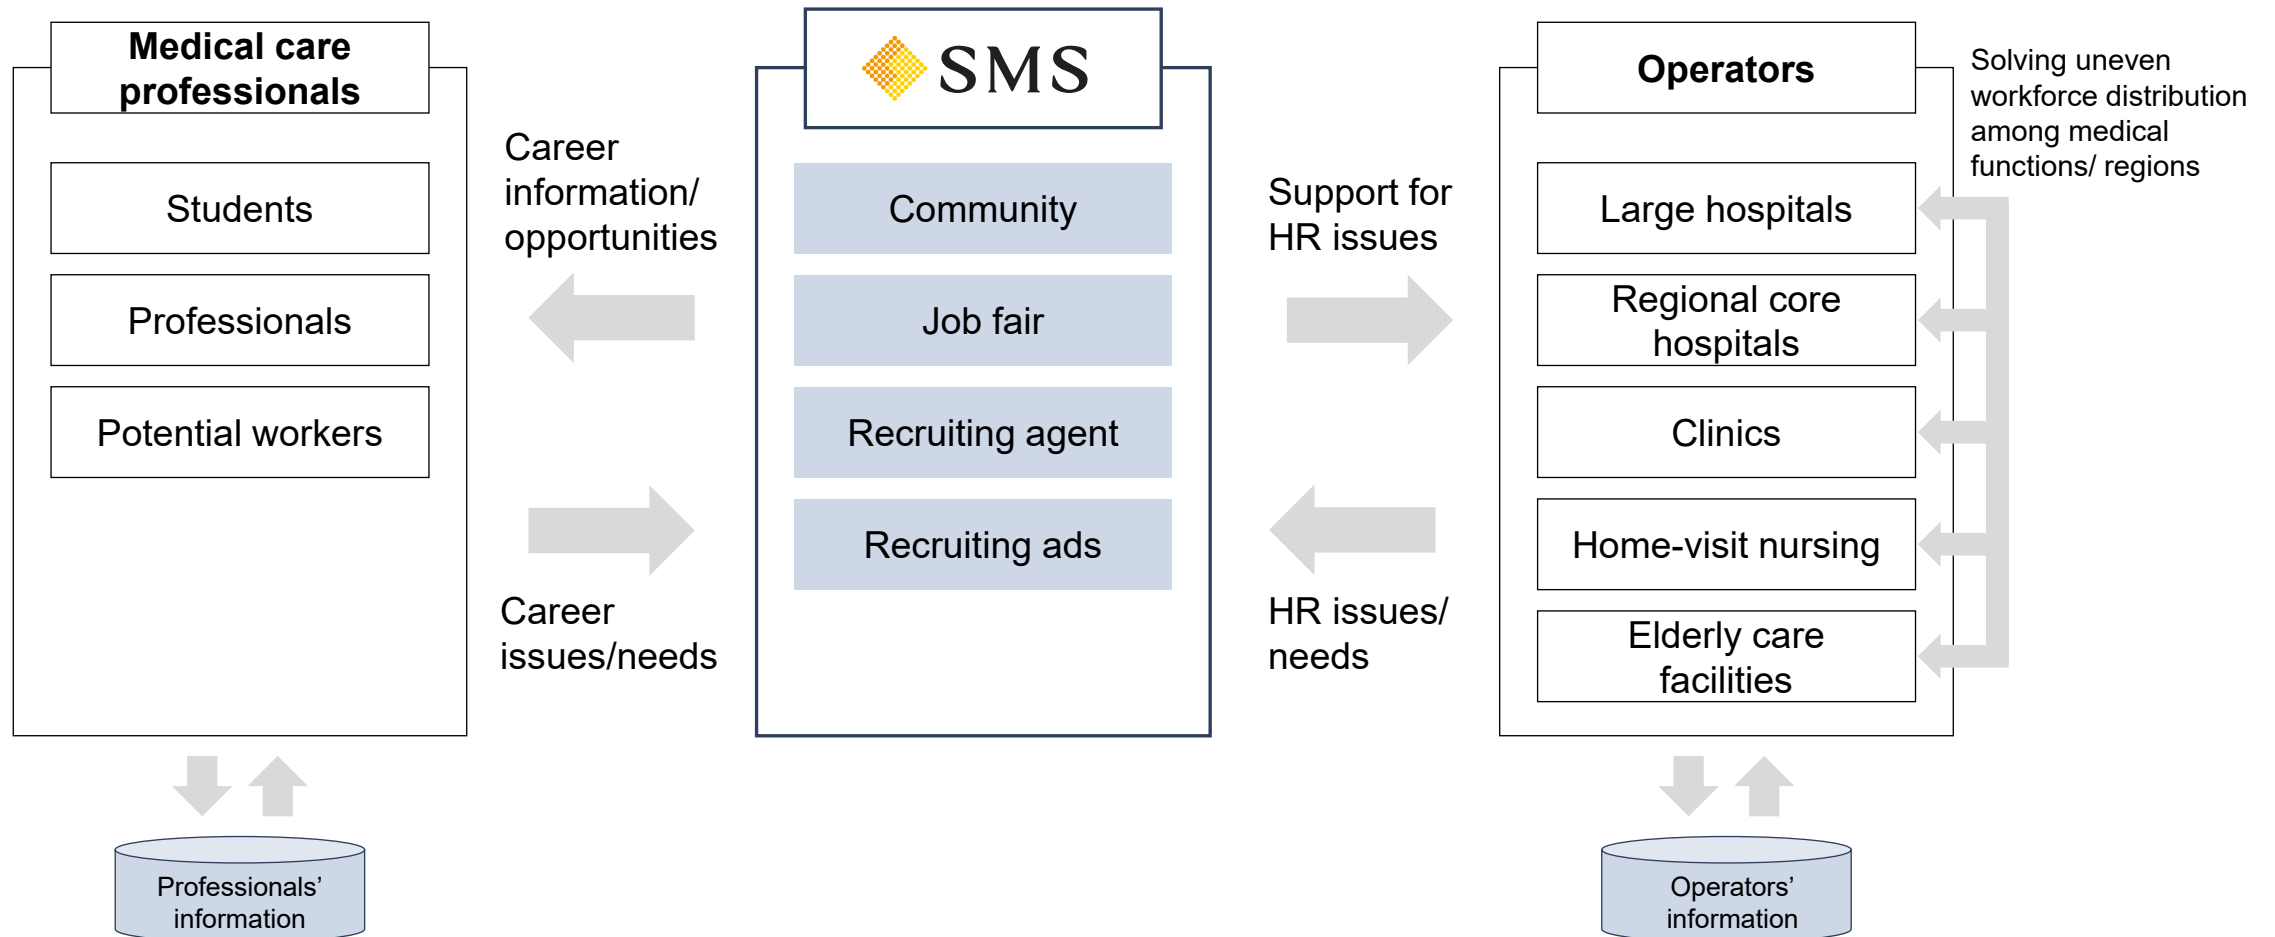 Medical care
professionals
Students
Professionals
Potential workers
Career
information/
opportunities
Career
issues/needs
SMS
Community
Job fair
Recruiting agent
Recruiting ads
Support for
HR issues
HR issues/
needs
Operators
Large hospitals
Regional core
hospitals
Clinics
Home-visit nursing
Elderly care
facilities
Solving uneven
workforce distribution
among medical
functions/ regions
Professionals’
information
Operators’
information